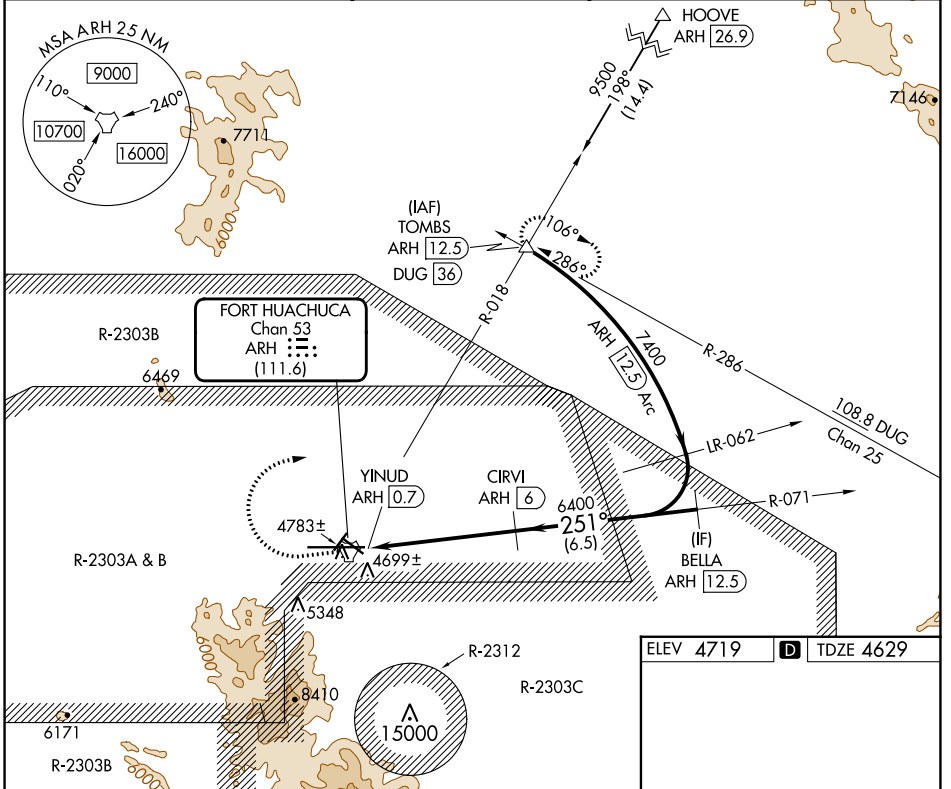 MSA ARH 25 NM
9000
110°
240°
10700
16000
020°
7711
6000
HOOVE
ARH 26.9
9500
198°
(14.4)
7146
(IAF)
TOMBS
ARH 12.5
DUG 36
106°
286°
R-018
7400
ARH 12.5 Arc
R-286
108.8 DUG
Chan 25
LR-062
R-071
R-2303B
6469
FORT HUACHUCA
Chan 53
ARH
(111.6)
YINUD
ARH 0.7
CIRVI
ARH 6
6400
251°
(6.5)
(IF)
BELLA
ARH 12.5
4783±
4699±
R-2303A & B
5348
8410
R-2312
15000
R-2303C
6171
R-2303B
6000
ELEV 4719
D
TDZE 4629